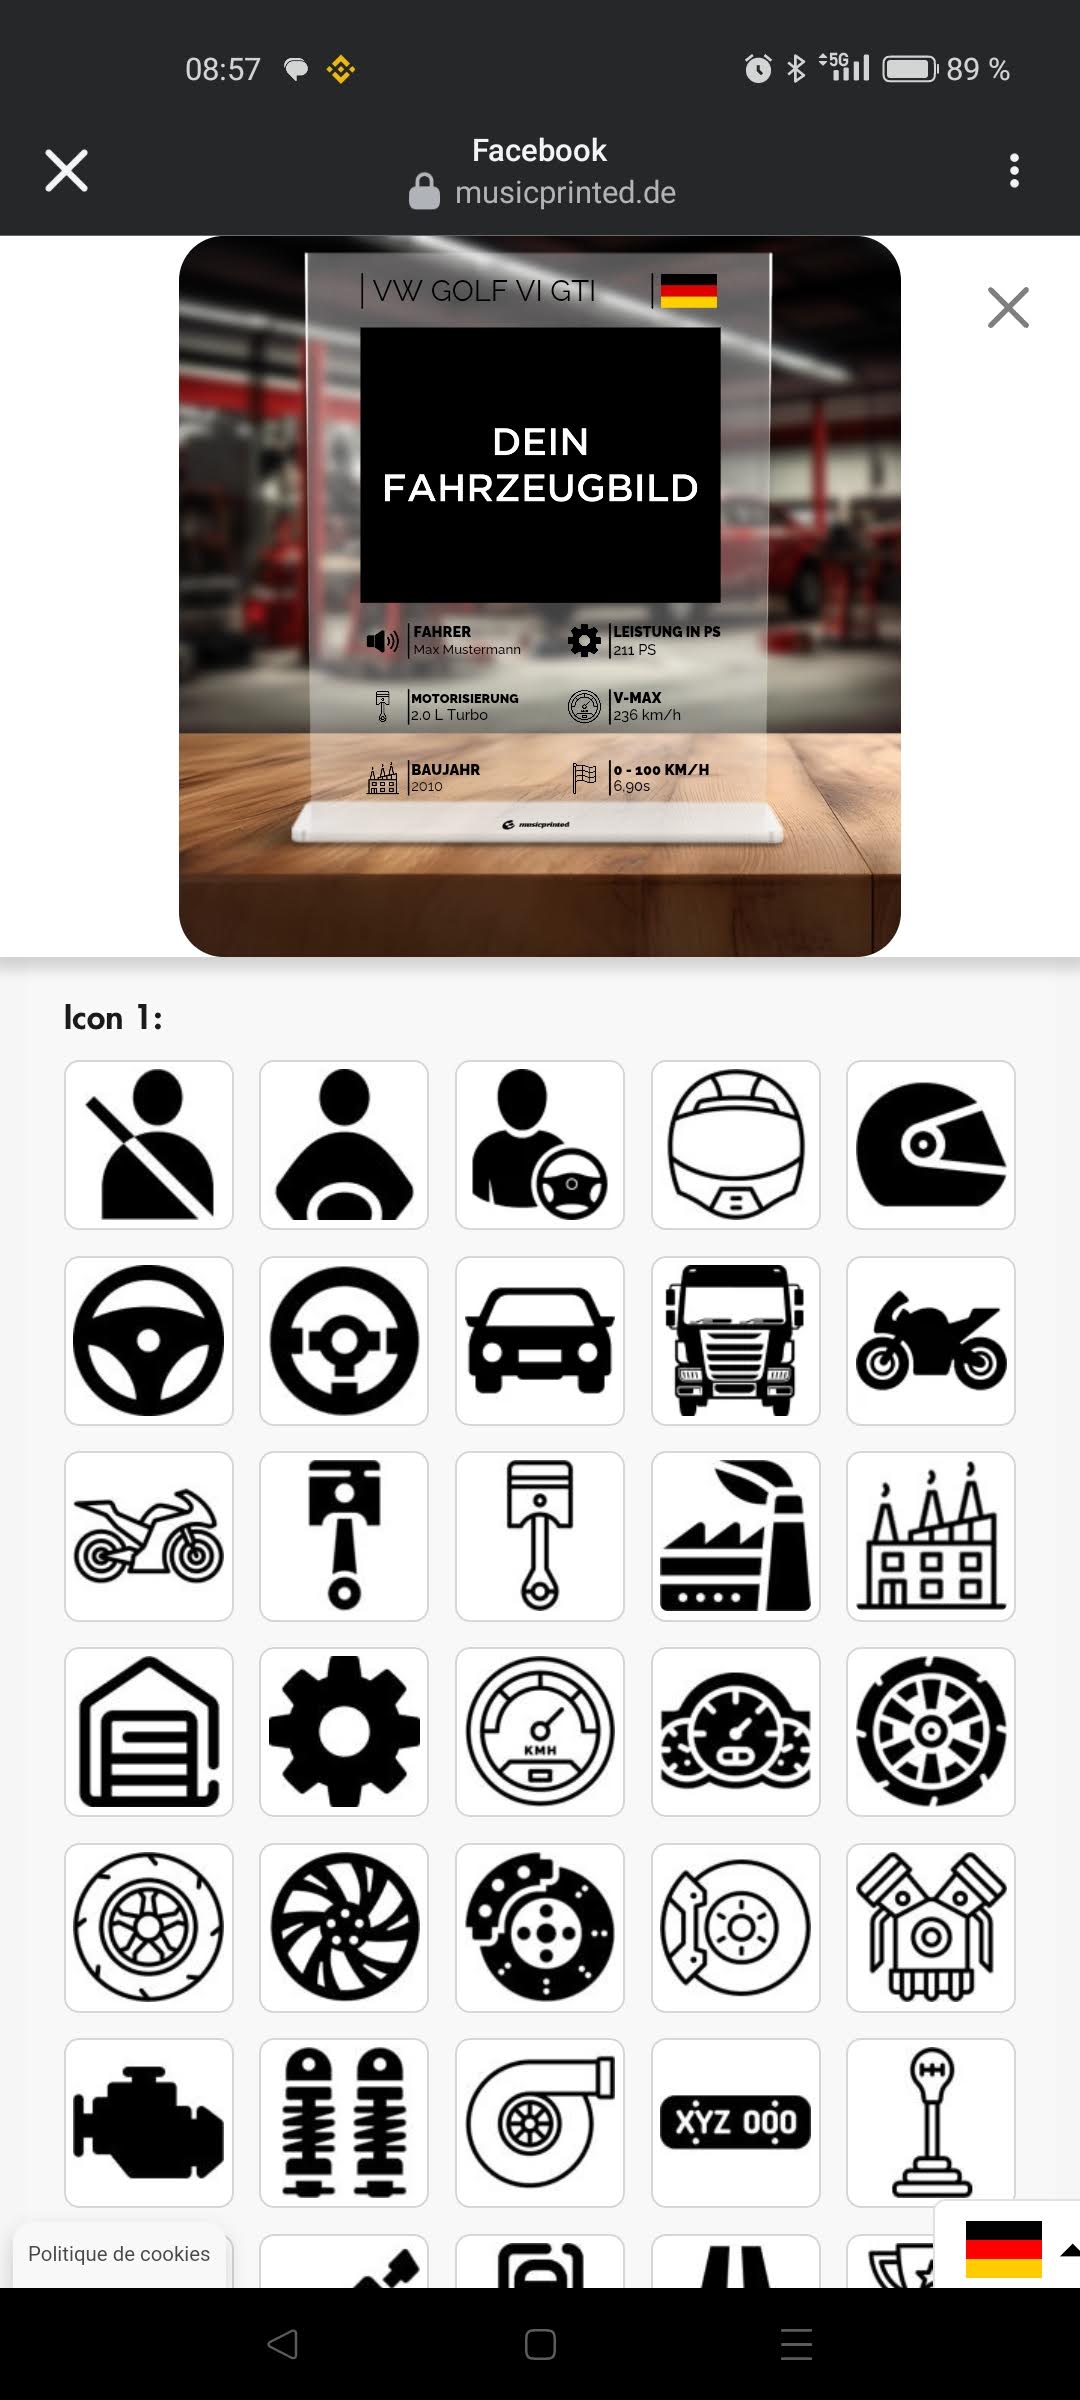 08:57
5G
89 %
Facebook
musicprinted.de
VW GOLF VI GTI
DEIN
FAHRZEUGBILD
FAHRER
Max Mustermann
LEISTUNG IN PS
211 PS
MOTORISIERUNG
2.0 L Turbo
V-MAX
236 km/h
BAUJAHR
2010
0 - 100 KM/H
6,90s
musicprinted
Icon 1:
KMH
XYZ 000
Politique de cookies